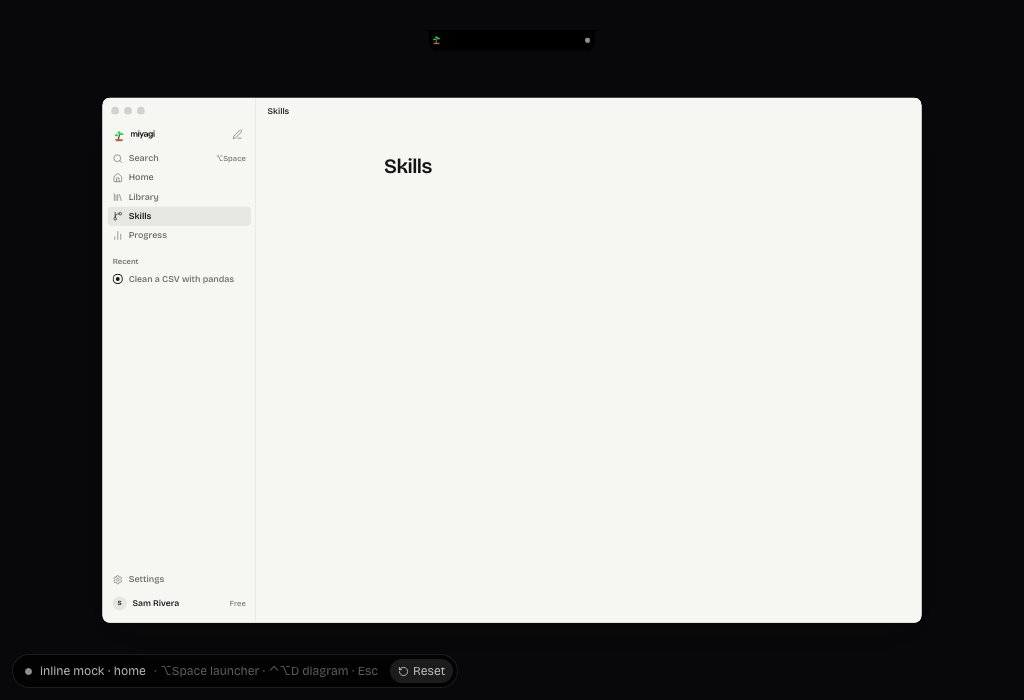 Skills
miyagi
Search ⌥Space
Home
Library
Skills
Progress
Recent
Clean a CSV with pandas
Settings
S Sam Rivera Free
Skills
inline mock · home · ⌥Space launcher · ^⌥D diagram · Esc Reset